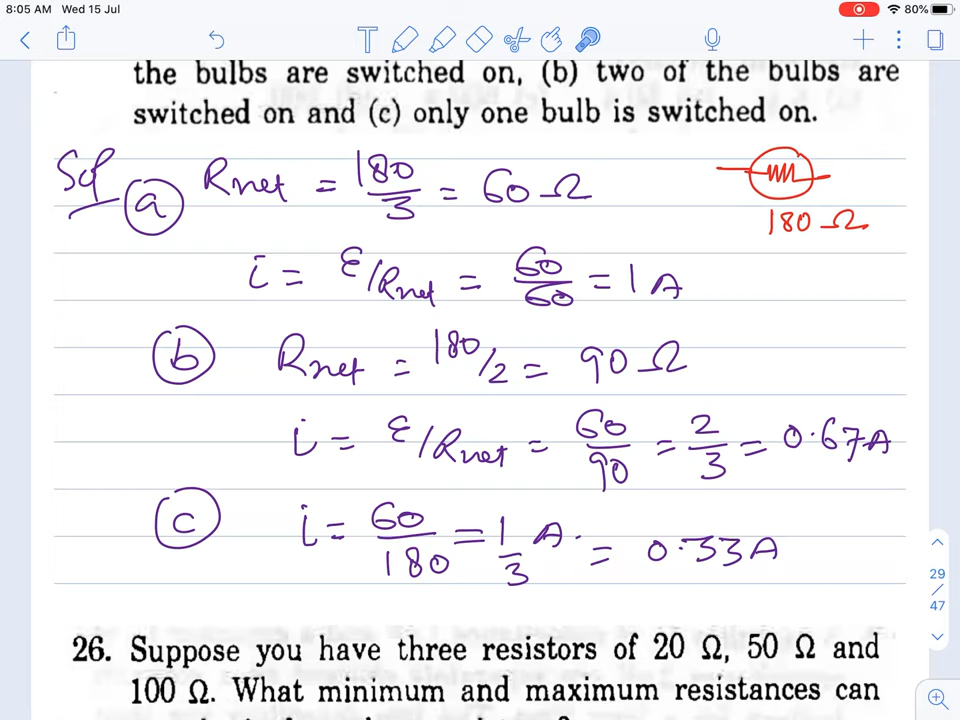 8:05 AM Wed 15 Jul
80%
the bulbs are switched on, (b) two of the bulbs are
switched on and (c) only one bulb is switched on.
Sol
a Rnet = 180/3 = 60 Ω
180 Ω
i = ε/Rnet = 60/60 = 1 A
b Rnet = 180/2 = 90 Ω
i = ε/Rnet = 60/90 = 2/3 = 0.67A
c i = 60/180 = 1/3 A. = 0.33A
29
/
47
26. Suppose you have three resistors of 20 Ω, 50 Ω and
100 Ω. What minimum and maximum resistances can